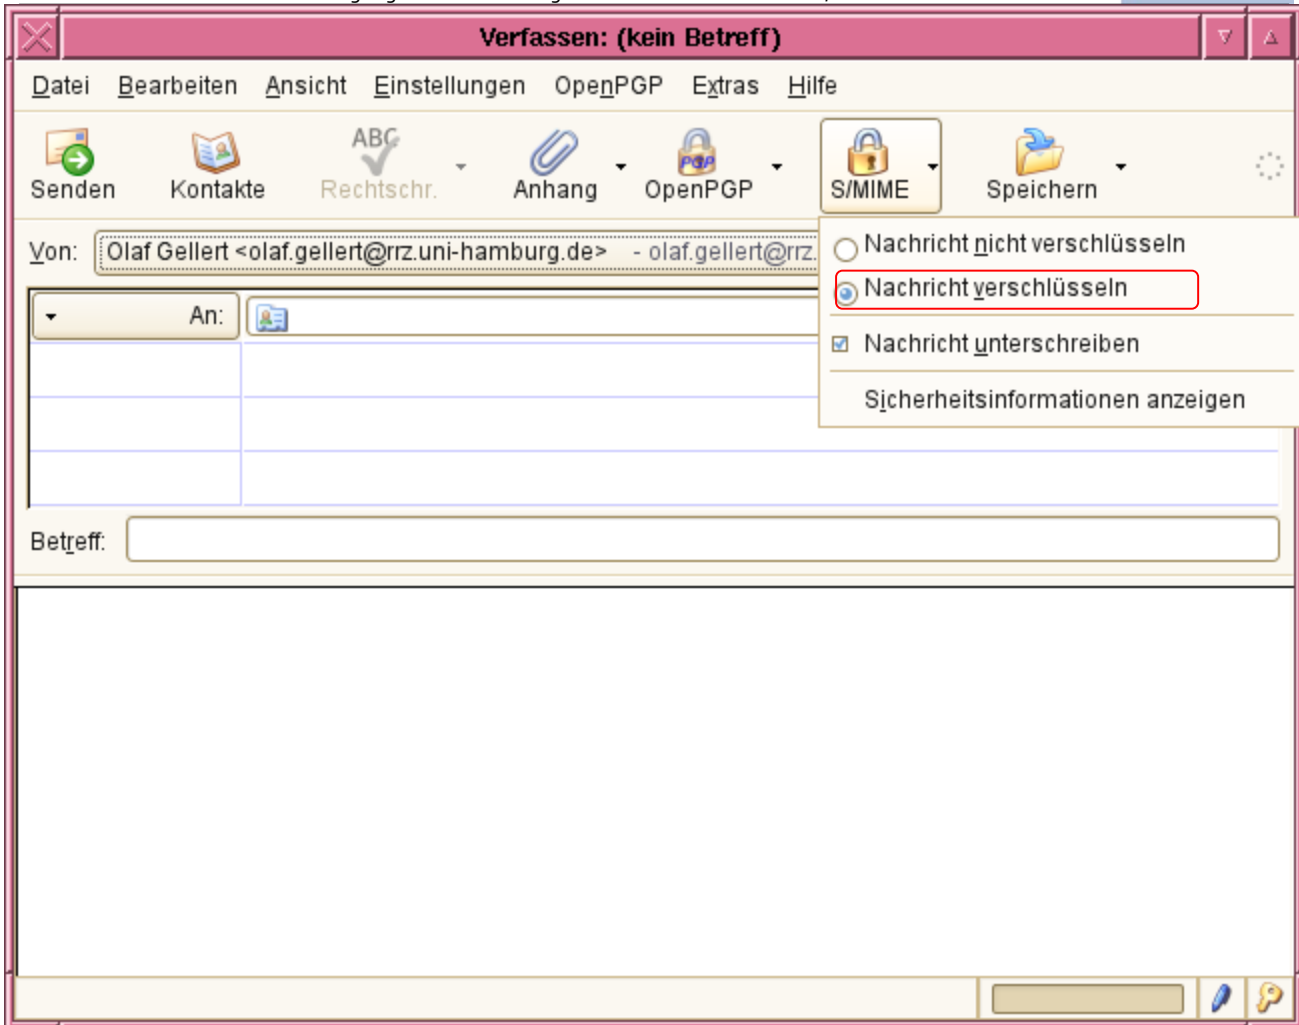 Verfassen: (kein Betreff)
Datei Bearbeiten Ansicht Einstellungen OpenPGP Extras Hilfe
ABC
PGP
Senden Kontakte Rechtschr. Anhang OpenPGP S/MIME Speichern
Von: Olaf Gellert <olaf.gellert@rrz.uni-hamburg.de> - olaf.gellert@rrz.
Nachricht nicht verschlüsseln
Nachricht verschlüsseln
An:
Nachricht unterschreiben
Sicherheitsinformationen anzeigen
Betreff: